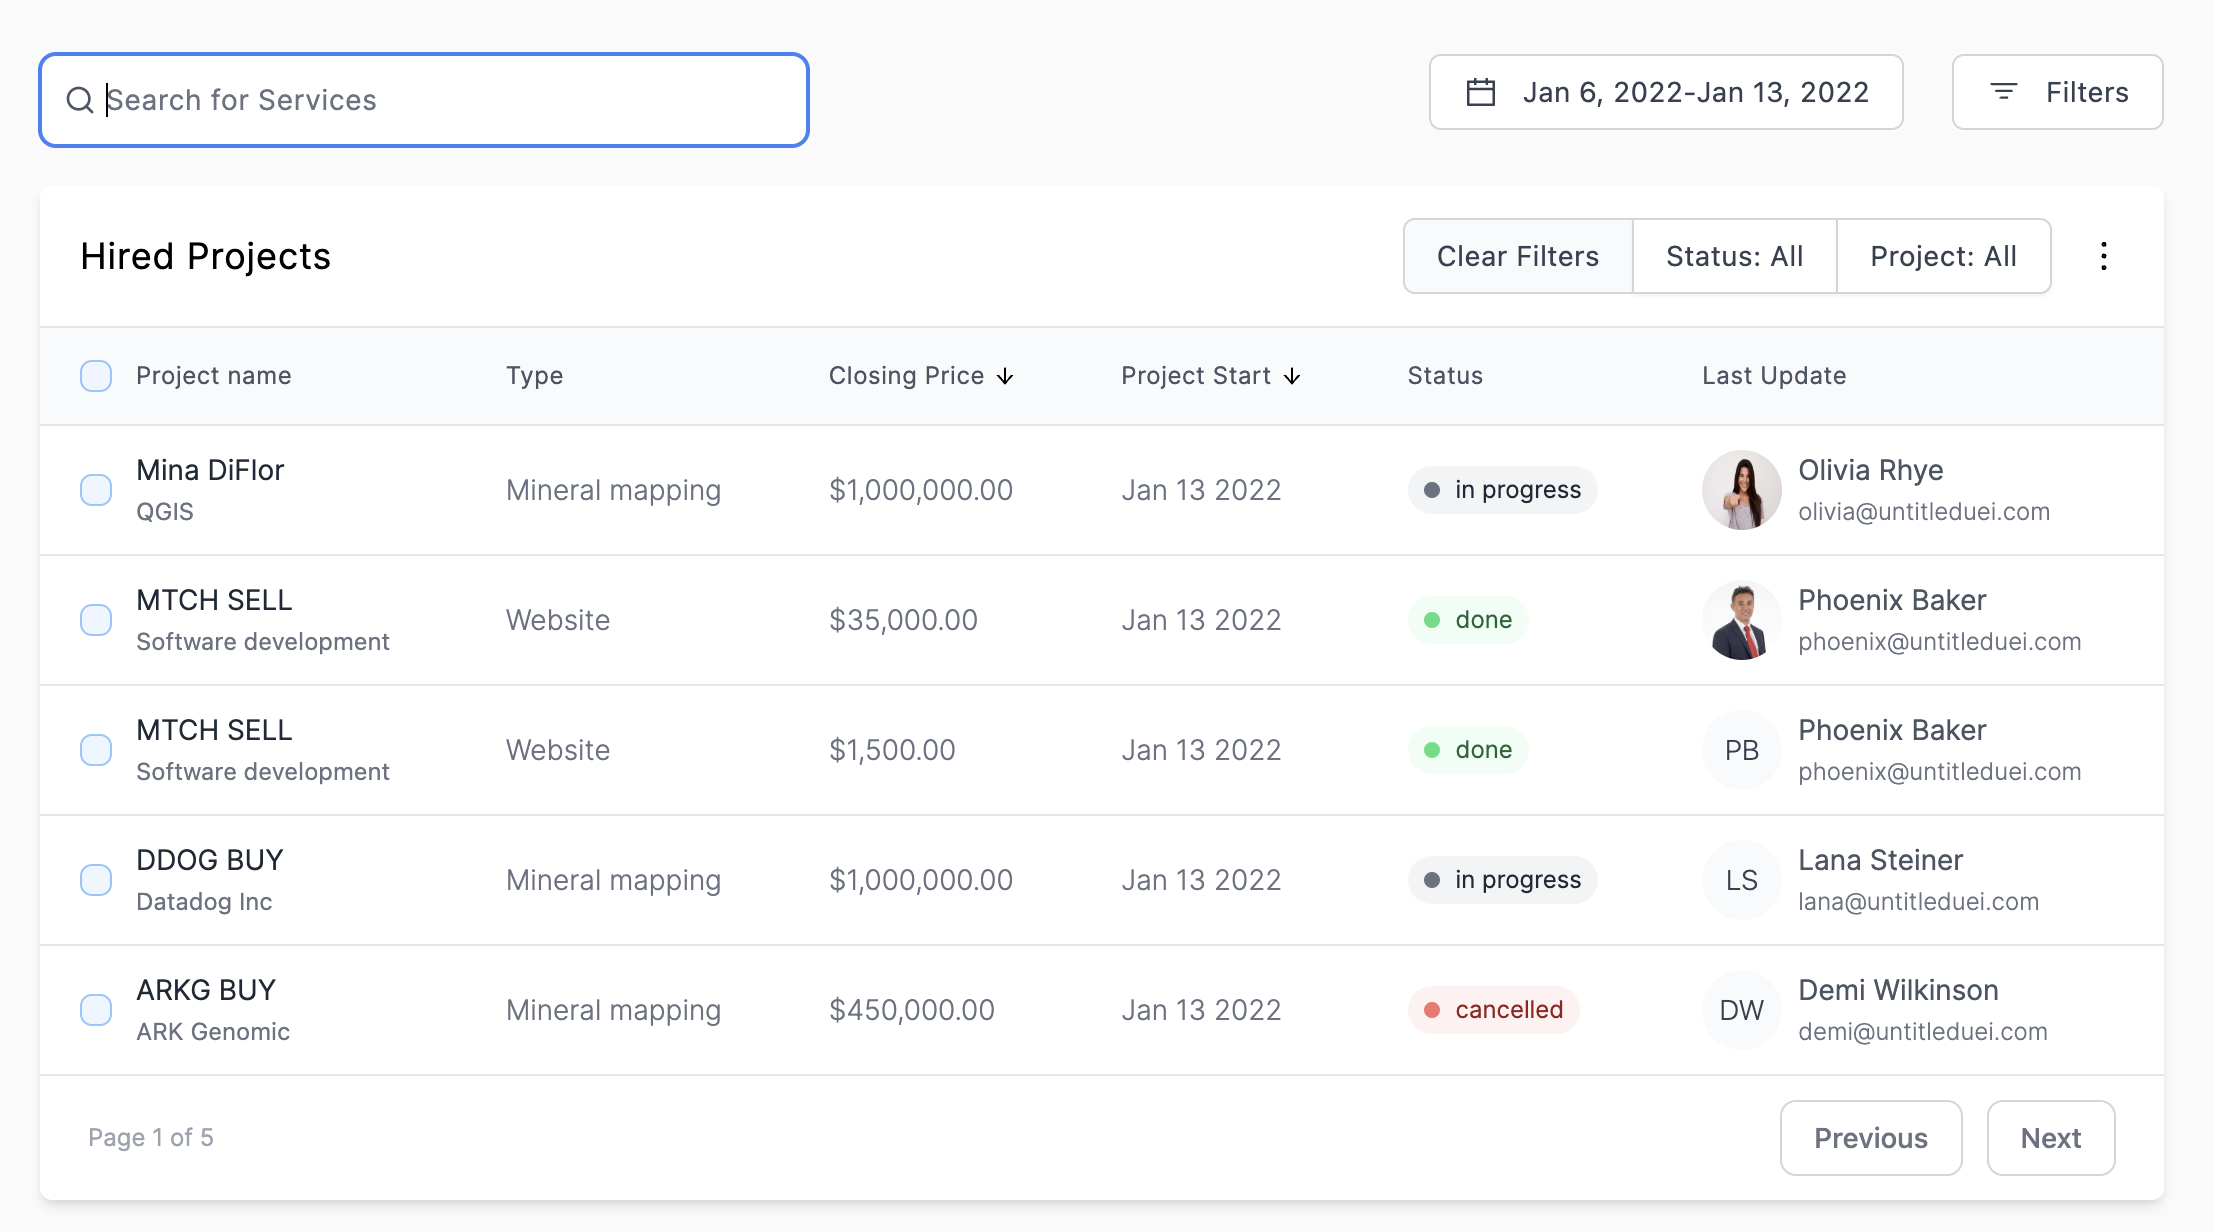 Search for Services
Jan 6, 2022-Jan 13, 2022
Filters
Hired Projects
Clear Filters
Status: All
Project: All
Project name
Type
Closing Price
Project Start
Status
Last Update
Mina DiFlor
QGIS
Mineral mapping
$1,000,000.00
Jan 13 2022
in progress
Olivia Rhye
olivia@untitleduei.com
MTCH SELL
Software development
Website
$35,000.00
Jan 13 2022
done
Phoenix Baker
phoenix@untitleduei.com
MTCH SELL
Software development
Website
$1,500.00
Jan 13 2022
done
PB
Phoenix Baker
phoenix@untitleduei.com
DDOG BUY
Datadog Inc
Mineral mapping
$1,000,000.00
Jan 13 2022
in progress
LS
Lana Steiner
lana@untitleduei.com
ARKG BUY
ARK Genomic
Mineral mapping
$450,000.00
Jan 13 2022
cancelled
DW
Demi Wilkinson
demi@untitleduei.com
Page 1 of 5
Previous
Next